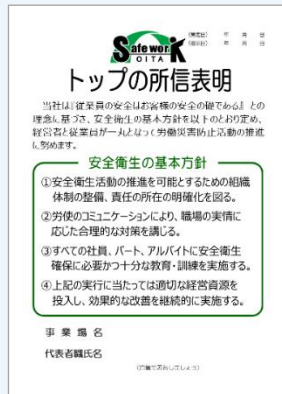 (制定日) 年 月 日
(改訂日) 年 月 日
Safe work
OITA
トップの所信表明
当社は『従業員の安全はお客様の安全の礎である』との
理念に基づき、安全衛生の基本方針を以下のとおり定め、
経営者と従業員が一丸となって労働災害防止活動の推進
に努めます。
安全衛生の基本方針
①安全衛生活動の推進を可能とするための組織
体制の整備、責任の所在の明確化を図る。
②労使のコミュニケーションにより、職場の実情に
応じた合理的な対策を講じる。
③すべての社員、パート、アルバイトに安全衛生
確保に必要かつ十分な教育・訓練を実施する。
④上記の実行に当たっては適切な経営資源を
投入し、効果的な改善を継続的に実施する。
事業場名
代表者職氏名